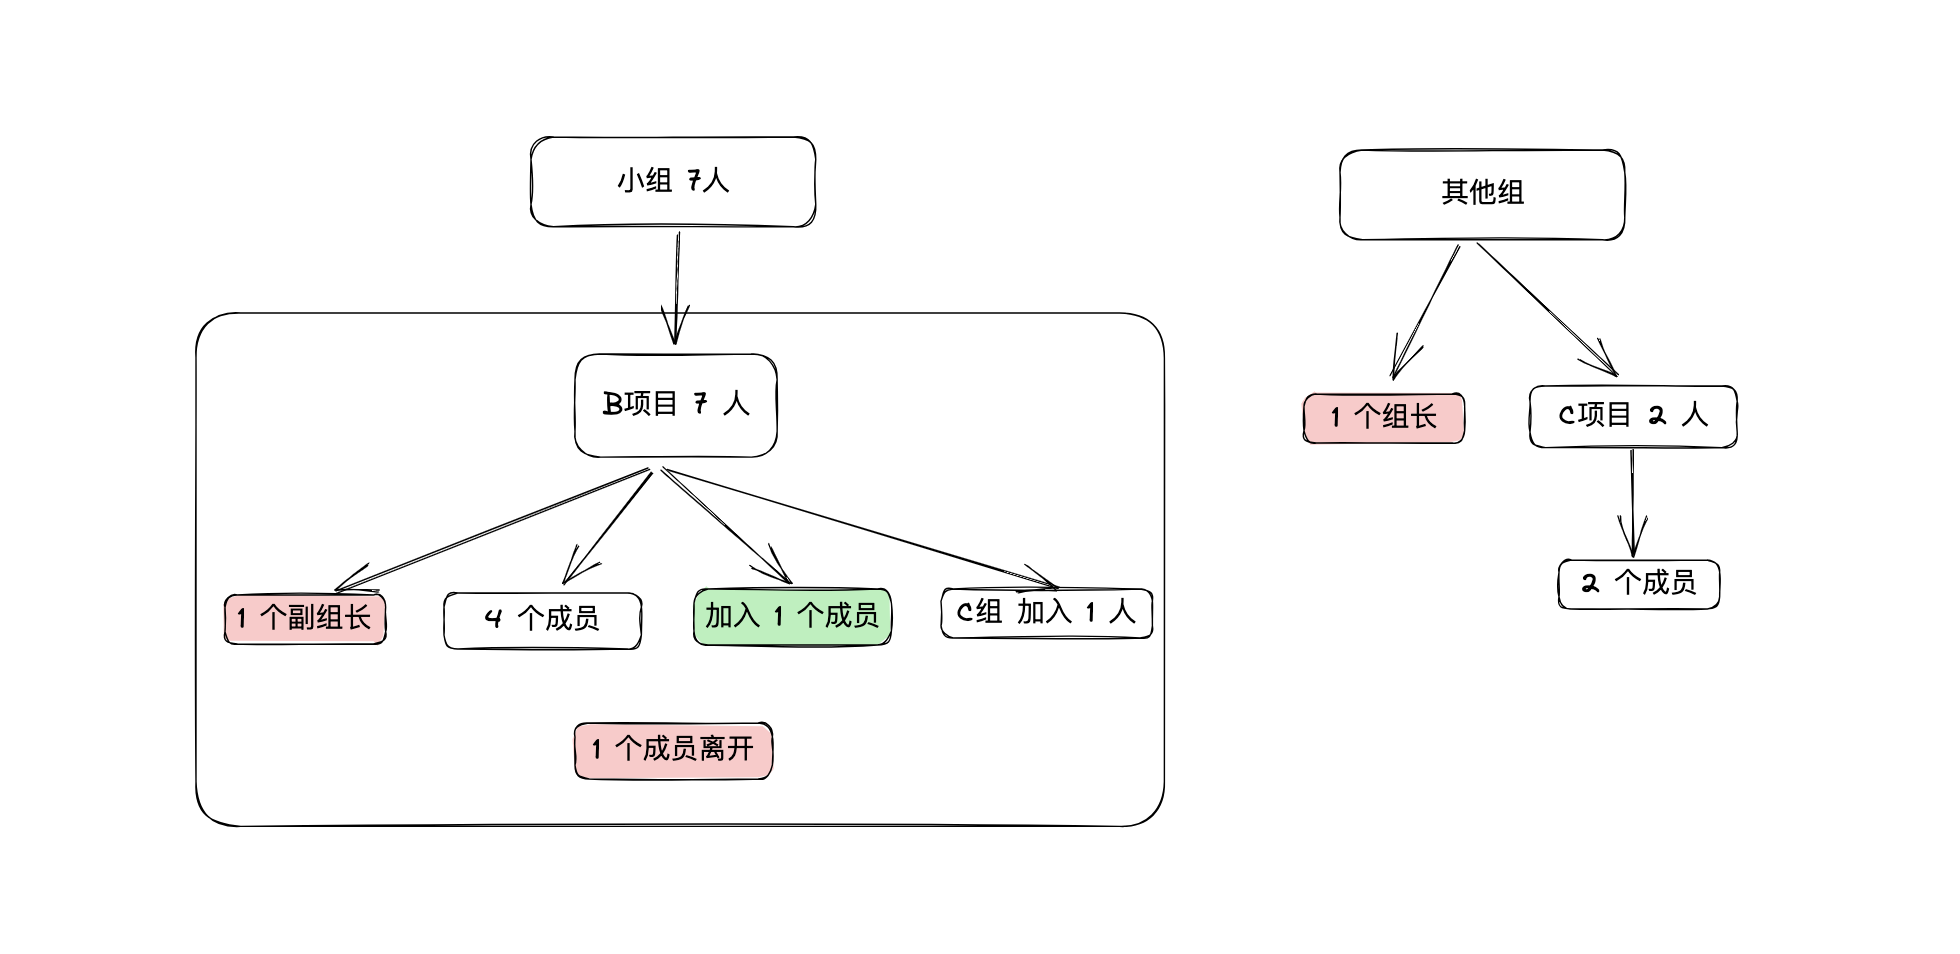 小组 7人
其他组
B项目 7 人
1 个组长
C项目 2 人
1 个副组长
4 个成员
加入 1 个成员
C组 加入 1 人
2 个成员
1 个成员离开